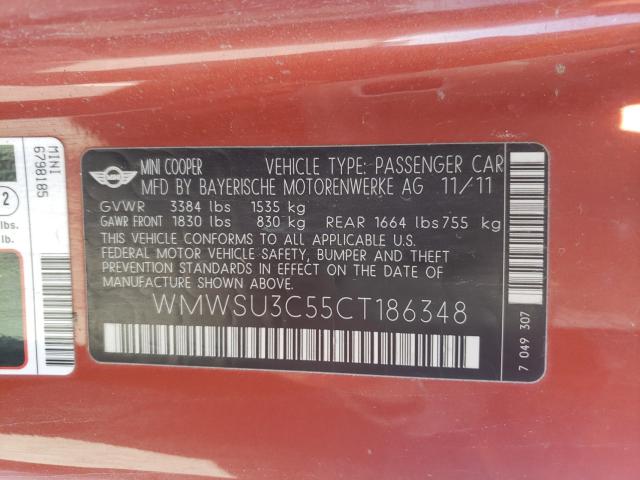 MINI
6798185
2
lb.
lb.
MINI
MINI COOPER VEHICLE TYPE: PASSENGER CAR
MFD BY BAYERISCHE MOTORENWERKE AG 11/11
GVWR 3384 lbs 1535 kg
GAWR FRONT 1830 lbs 830 kg REAR 1664 lbs 755 kg
THIS VEHICLE CONFORMS TO ALL APPLICABLE U.S.
FEDERAL MOTOR VEHICLE SAFETY, BUMPER AND THEFT
PREVENTION STANDARDS IN EFFECT ON THE DATE OF
MANUFACTURE SHOWN ABOVE.
WMWSU3C55CT186348
7 049 307